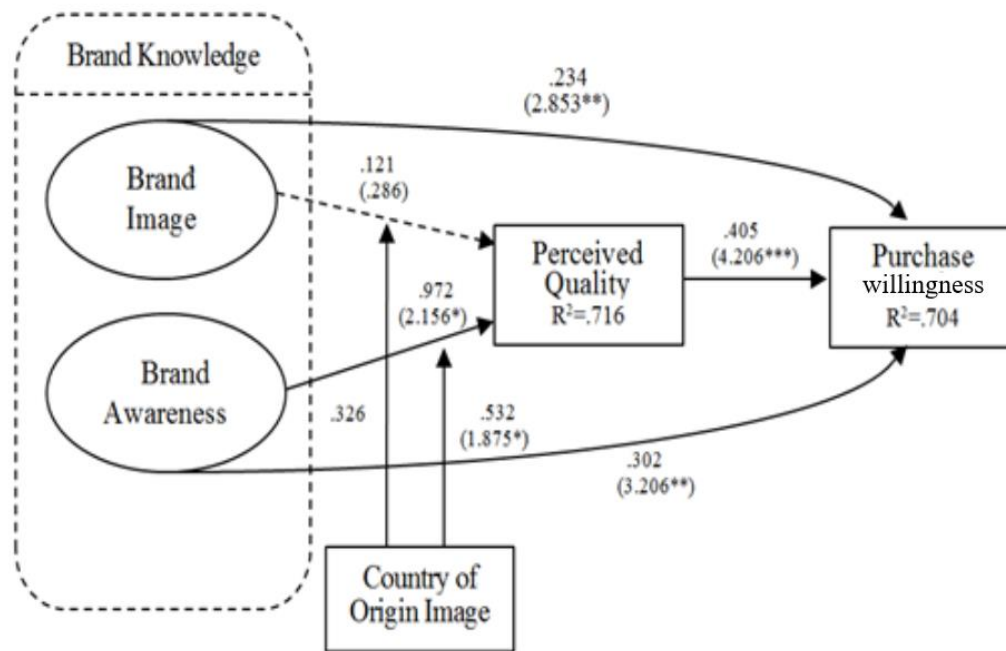 Brand Knowledge
.234
(2.853**)
Brand
Image
.121
(.286)
Perceived
Quality
R²=.716
.405
(4.206***)
Purchase
willingness
R²=.704
.972
(2.156*)
Brand
Awareness
.326
.532
(1.875*)
.302
(3.206**)
Country of
Origin Image